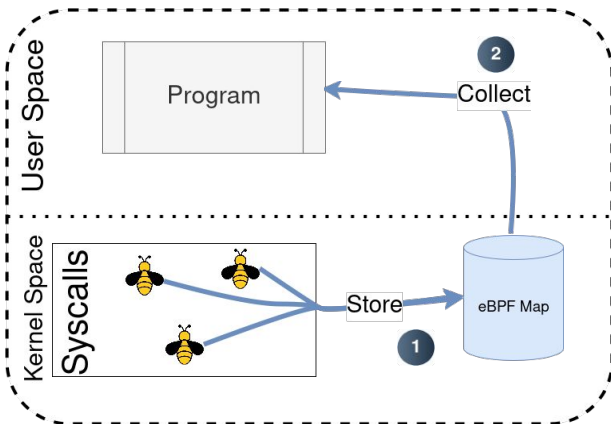 User Space
Program
2
Collect
Kernel Space
Syscalls
Store
1
eBPF Map